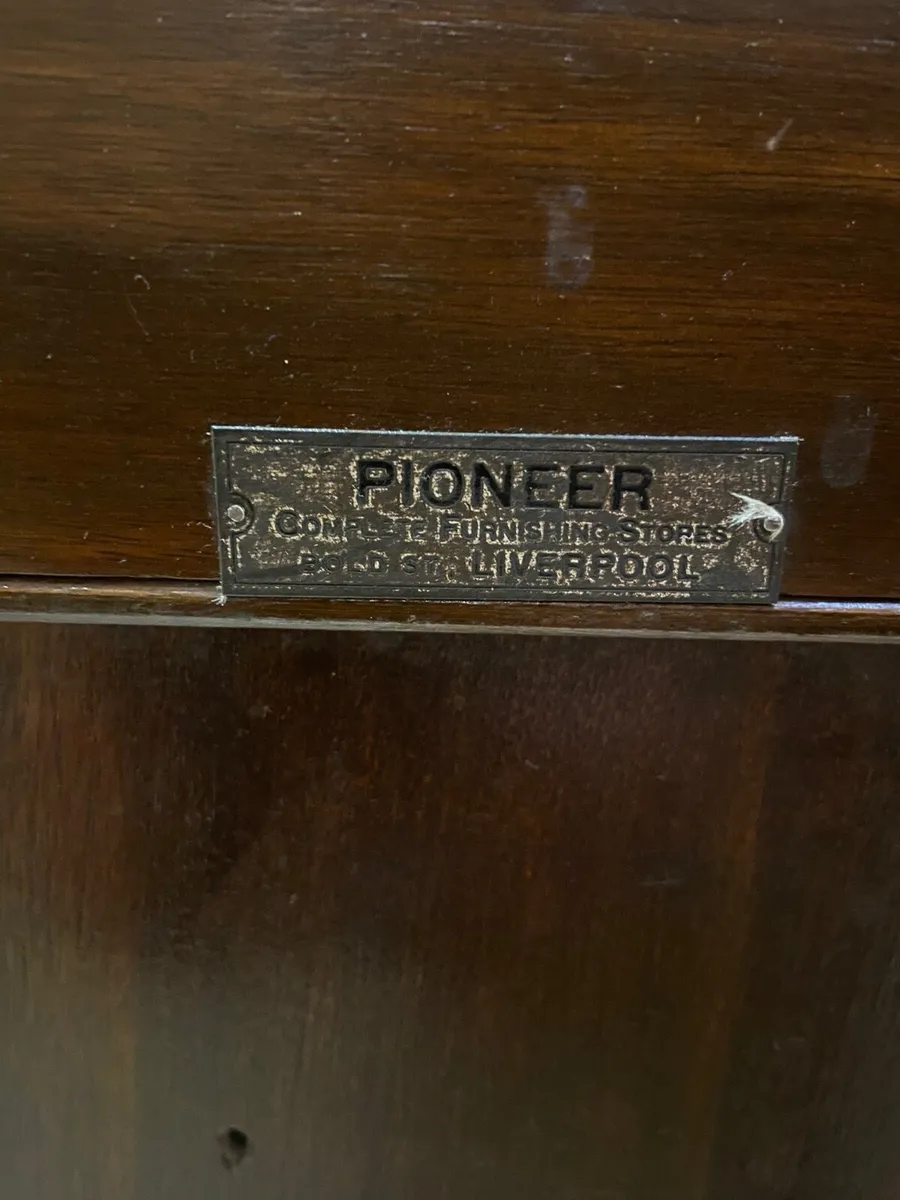 PIONEER
COMPLETE FURNISHING STORES
BOLD ST. LIVERPOOL